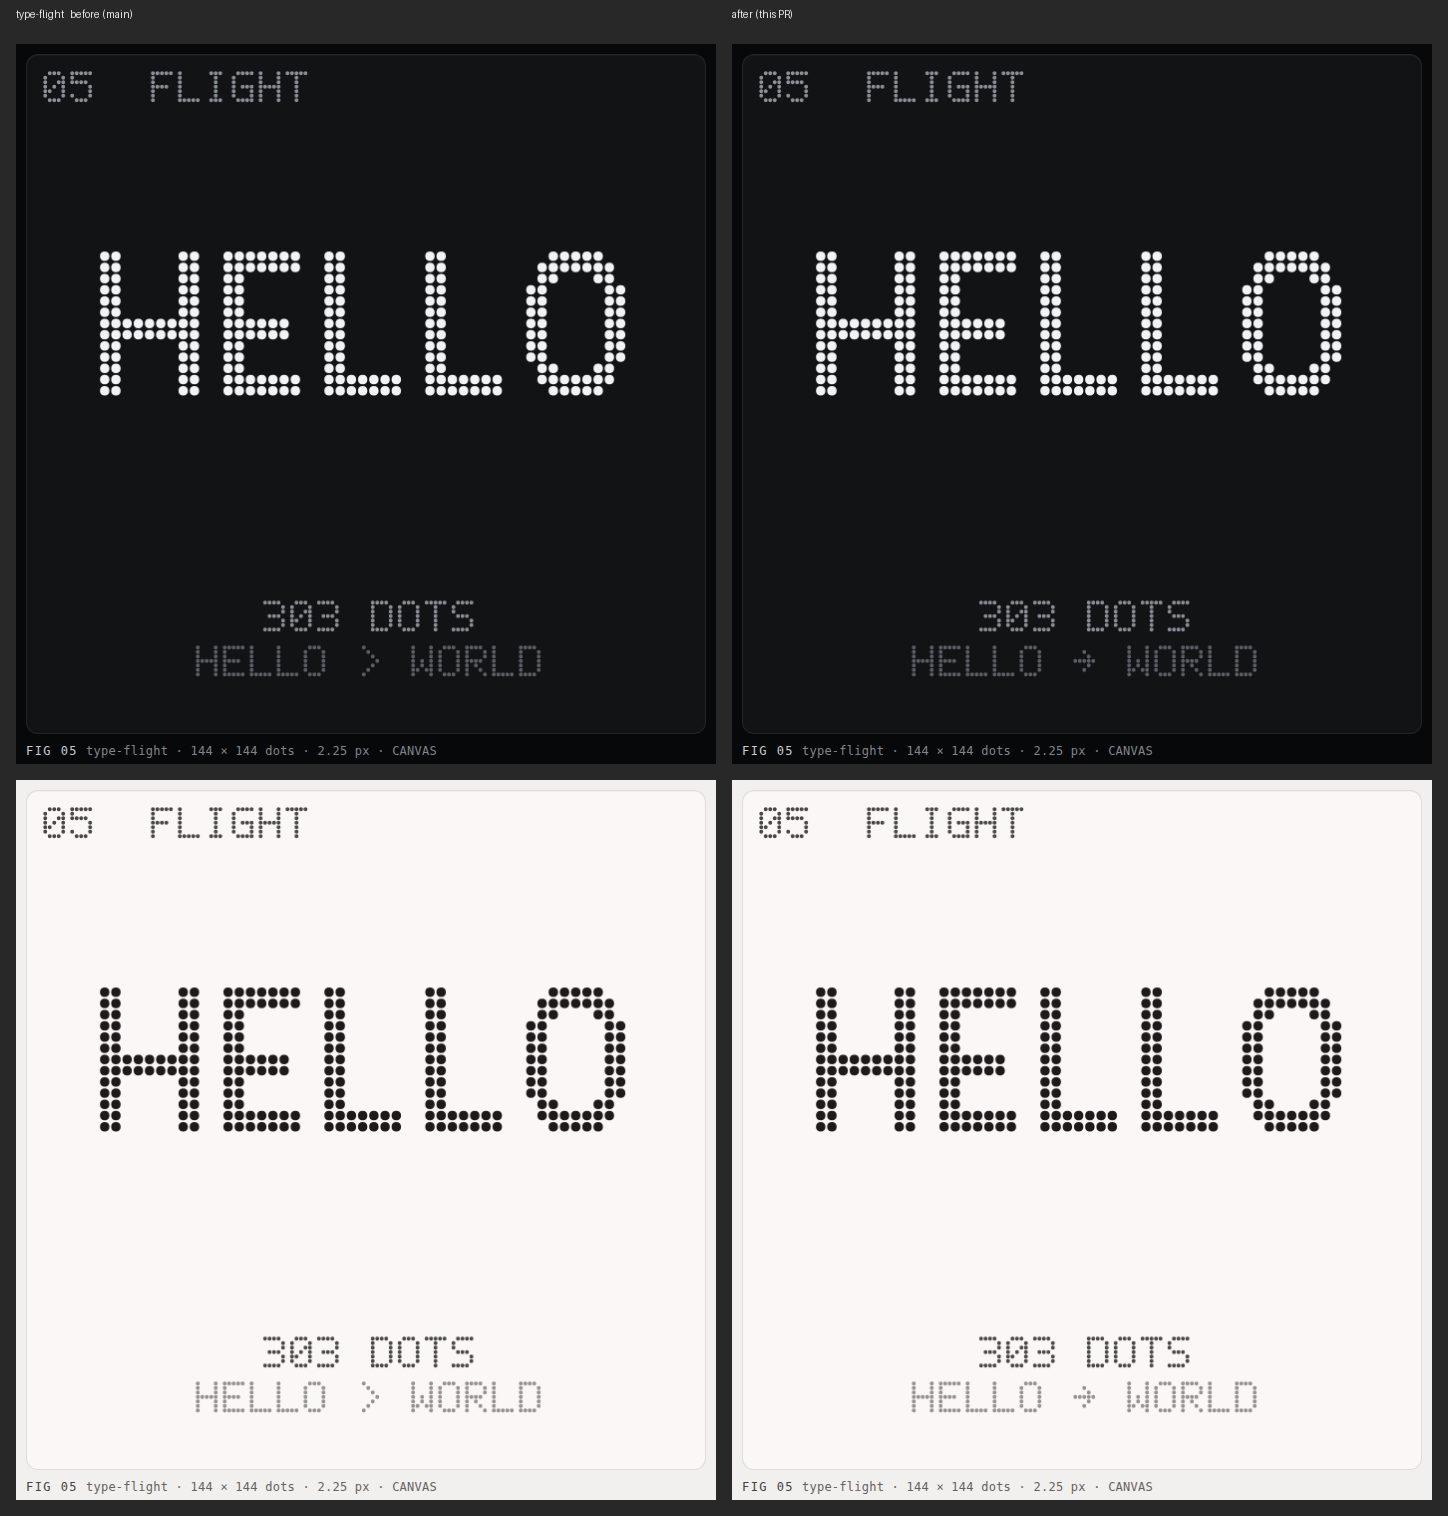 type-flight before (main)
after (this PR)
05 FLIGHT
HELLO
303 DOTS
HELLO > WORLD
FIG 05 type-flight · 144 × 144 dots · 2.25 px · CANVAS
05 FLIGHT
HELLO
303 DOTS
HELLO → WORLD
FIG 05 type-flight · 144 × 144 dots · 2.25 px · CANVAS
05 FLIGHT
HELLO
303 DOTS
HELLO > WORLD
FIG 05 type-flight · 144 × 144 dots · 2.25 px · CANVAS
05 FLIGHT
HELLO
303 DOTS
HELLO → WORLD
FIG 05 type-flight · 144 × 144 dots · 2.25 px · CANVAS